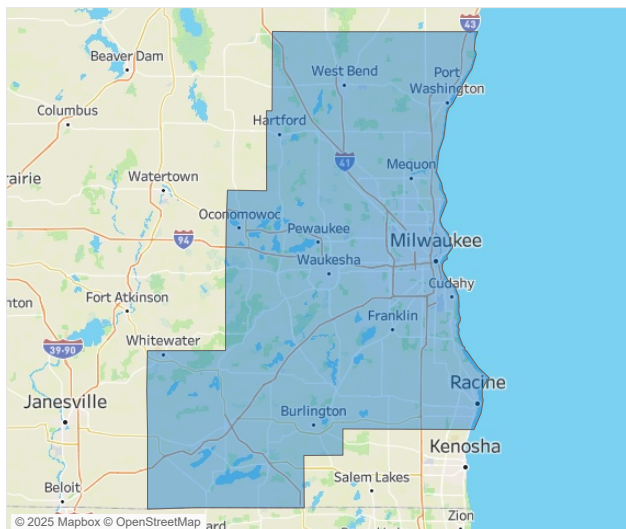 43
Beaver Dam
West Bend
Port
Washington
Columbus
Hartford
41
Mequon
rairie
Watertown
Oconomowoc
94
Pewaukee
Milwaukee
Waukesha
Cudahy
nton
Fort Atkinson
Franklin
Whitewater
39-90
Racine
Janesville
Burlington
Kenosha
Salem Lakes
Beloit
Zion
© 2025 Mapbox © OpenStreetMap
ard